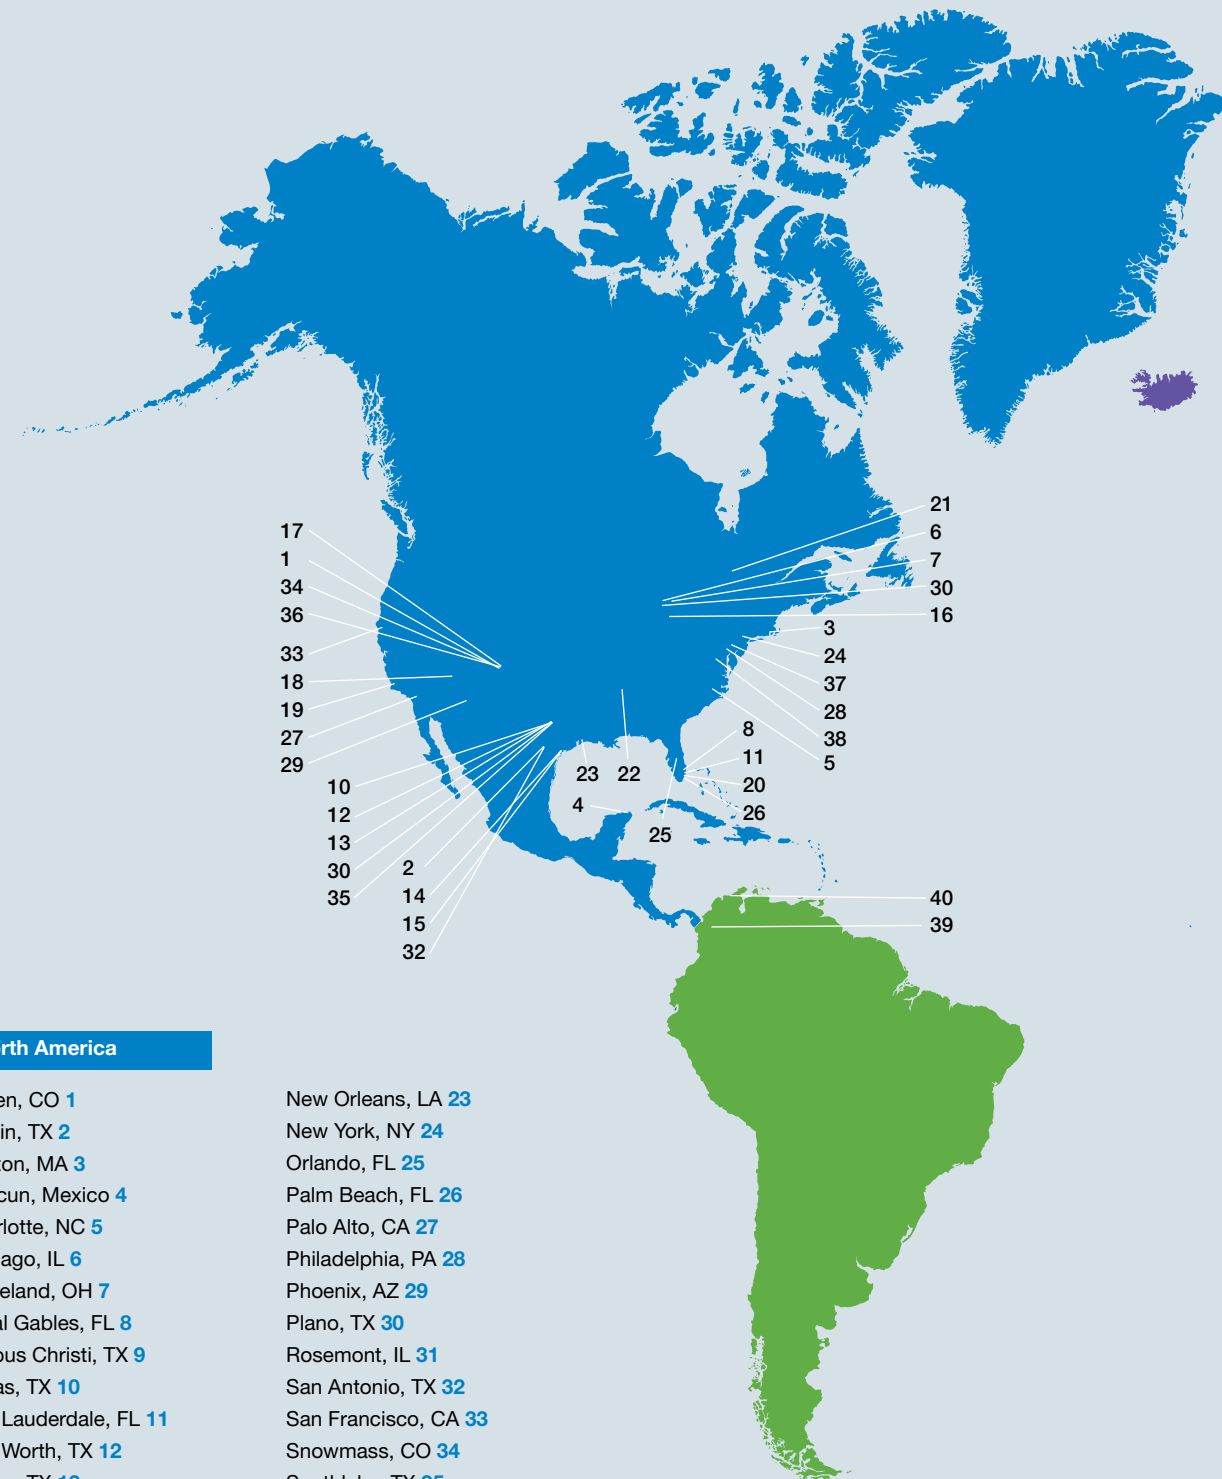 21
6
7
30
16
17
1
34
36
33
18
19
27
29
3
24
37
28
38
5
8
11
20
26
23 22
4
25
10
12
13
30
35
2
14
15
32
40
39
rth America
en, CO 1
in, TX 2
ton, MA 3
cun, Mexico 4
rlotte, NC 5
ago, IL 6
eland, OH 7
al Gables, FL 8
ous Christi, TX 9
as, TX 10
Lauderdale, FL 11
Worth, TX 12
New Orleans, LA 23
New York, NY 24
Orlando, FL 25
Palm Beach, FL 26
Palo Alto, CA 27
Philadelphia, PA 28
Phoenix, AZ 29
Plano, TX 30
Rosemont, IL 31
San Antonio, TX 32
San Francisco, CA 33
Snowmass, CO 34